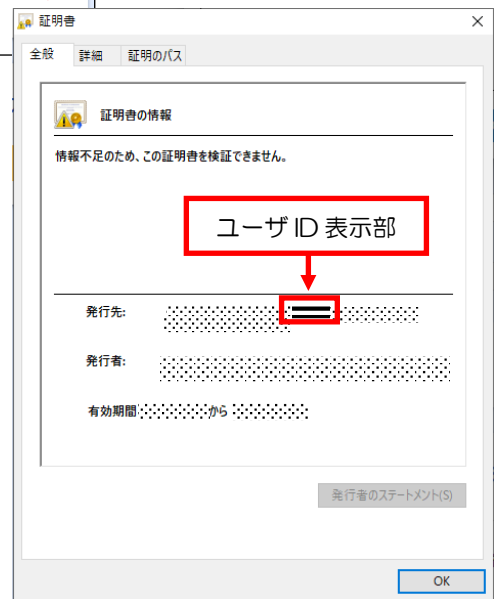 証明書
全般 詳細 証明のパス
証明書の情報
情報不足のため、この証明書を検証できません。
ユーザID表示部
発行先:
発行者:
有効期間 から
発行者のステートメント(S)
OK